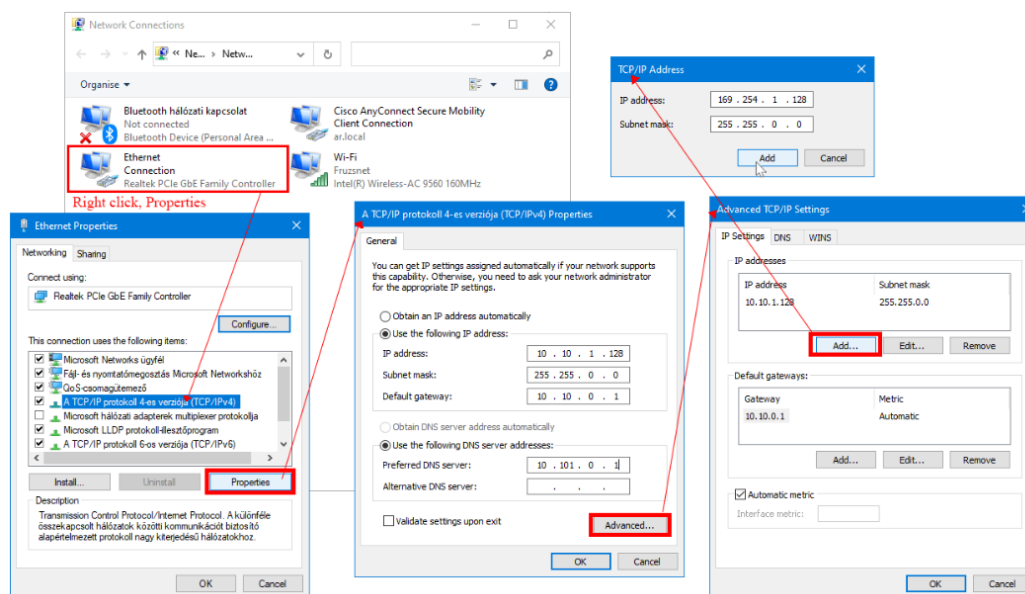 Network Connections
« Ne... › Netw...
Organise
Bluetooth hálózati kapcsolat
Not connected
Bluetooth Device (Personal Area ...
Cisco AnyConnect Secure Mobility
Client Connection
ar.local
Ethernet
Connection
Realtek PCIe GbE Family Controller
Wi-Fi
Fruzsnet
Intel(R) Wireless-AC 9560 160MHz
Right click, Properties
TCP/IP Address
IP address: 169 . 254 . 1 . 128
Subnet mask: 255 . 255 . 0 . 0
Add Cancel
Ethernet Properties
Networking Sharing
Connect using:
Realtek PCIe GbE Family Controller
Configure...
This connection uses the following items:
Microsoft Networks ügyfél
Fájl- és nyomtatómegosztás Microsoft Networkshöz
QoS-csomagütemező
A TCP/IP protokoll 4-es verziója (TCP/IPv4)
Microsoft hálózati adapterek multiplexer protokollja
Microsoft LLDP protokoll-illesztőprogram
A TCP/IP protokoll 6-os verziója (TCP/IPv6)
Install... Uninstall Properties
Description
Transmission Control Protocol/Internet Protocol. A különféle
összekapcsolt hálózatok közötti kommunikációt biztosító
alapértelmezett protokoll nagy kiterjedésű hálózatokhoz.
OK Cancel
A TCP/IP protokoll 4-es verziója (TCP/IPv4) Properties
General
You can get IP settings assigned automatically if your network supports
this capability. Otherwise, you need to ask your network administrator
for the appropriate IP settings.
Obtain an IP address automatically
Use the following IP address:
IP address: 10 . 10 . 1 . 128
Subnet mask: 255 . 255 . 0 . 0
Default gateway: 10 . 10 . 0 . 1
Obtain DNS server address automatically
Use the following DNS server addresses:
Preferred DNS server: 10 . 101 . 0 . 1
Alternative DNS server: . . .
Validate settings upon exit
Advanced...
OK Cancel
Advanced TCP/IP Settings
IP Settings DNS WINS
IP addresses
IP address Subnet mask
10.10.1.128 255.255.0.0
Add... Edit... Remove
Default gateways:
Gateway Metric
10.10.0.1 Automatic
Add... Edit... Remove
Automatic metric
Interface metric:
OK Cancel